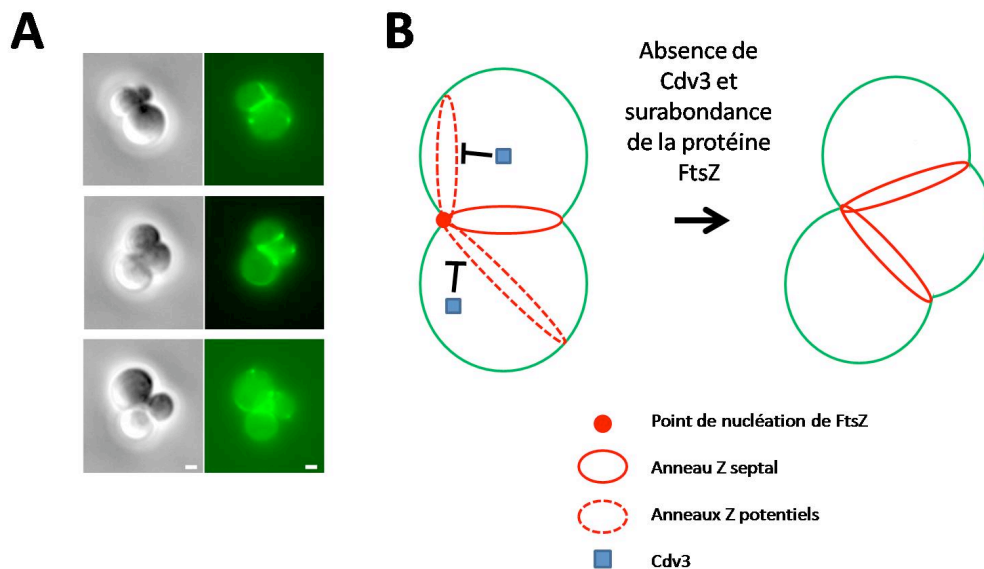 A
B
Absence de
Cdv3 et
surabondance
de la protéine
FtsZ
Point de nucléation de FtsZ
Anneau Z septal
Anneaux Z potentiels
Cdv3